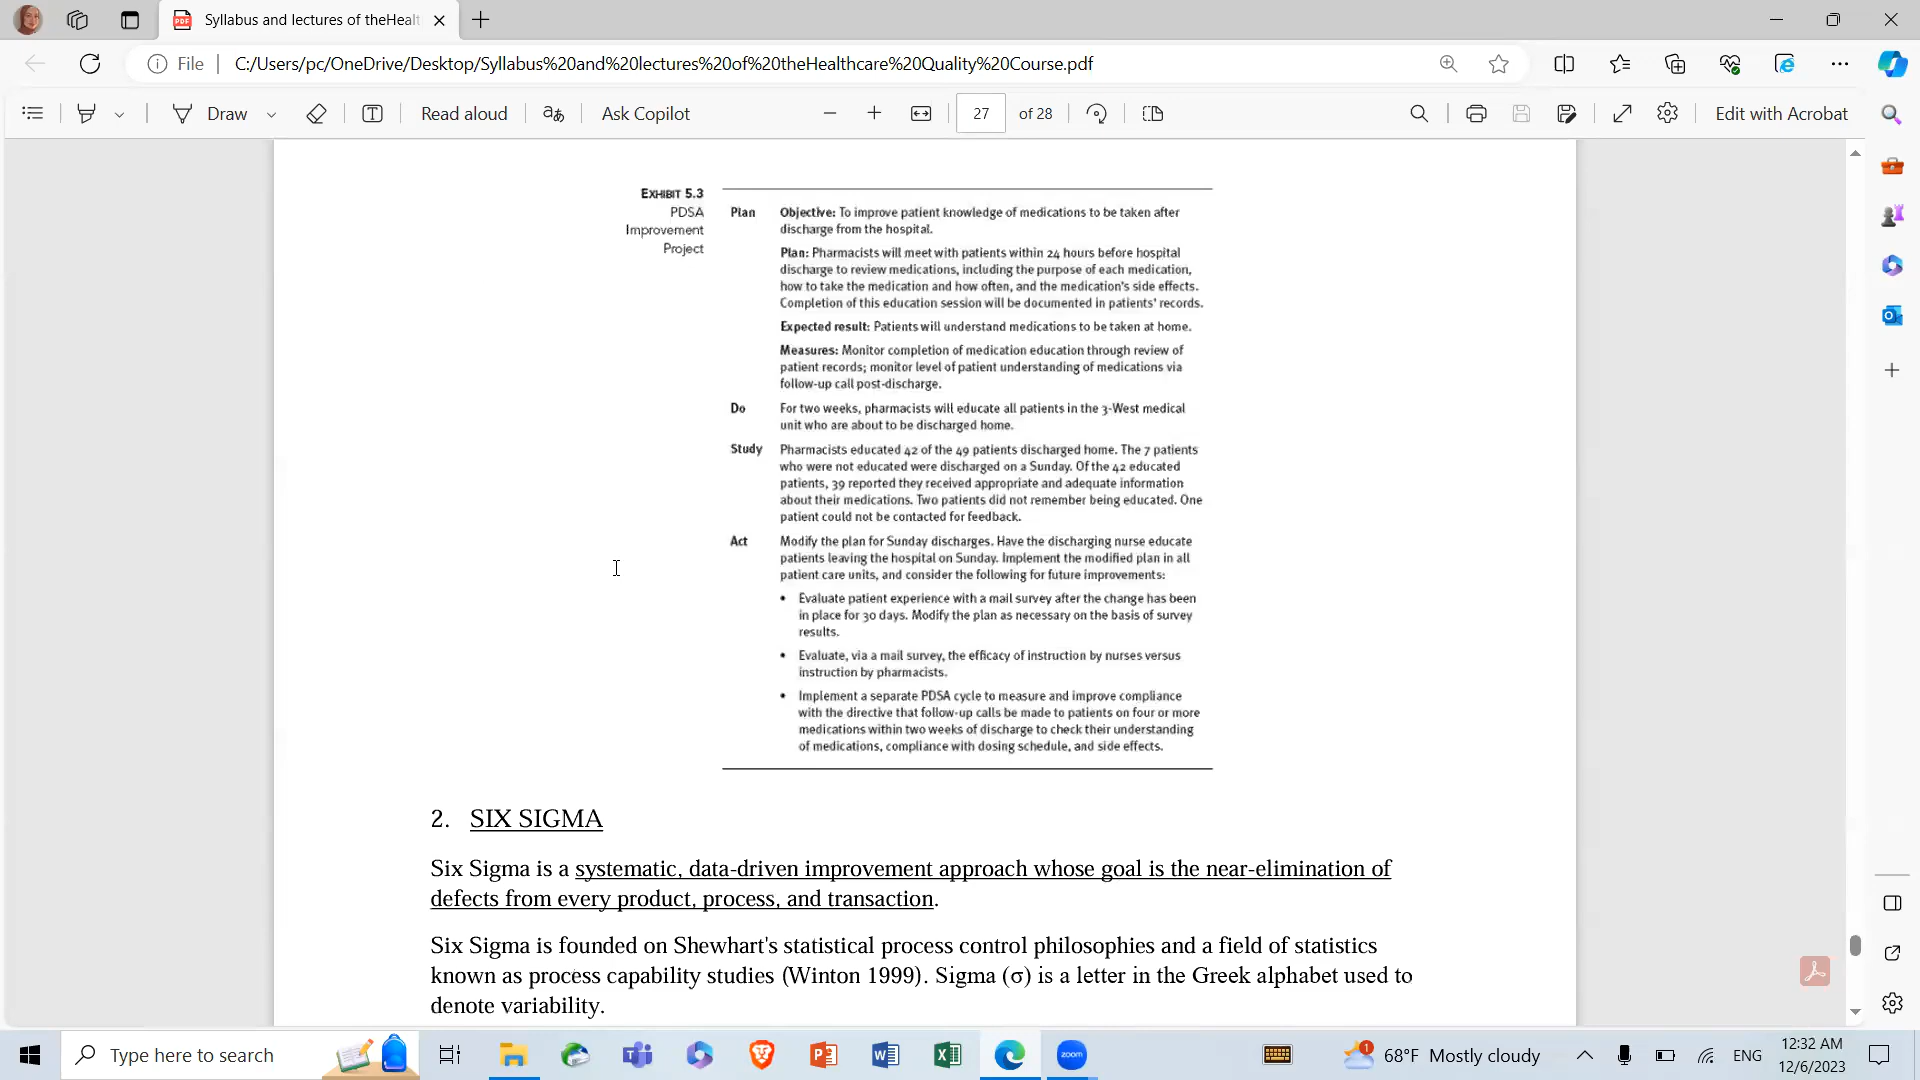 Syllabus and lectures of theHealt
File
C:/Users/pc/OneDrive/Desktop/Syllabus%20and%20lectures%20of%20theHealthcare%20Quality%20Course.pdf
Draw
Read aloud
aあ
Ask Copilot
27
of 28
Edit with Acrobat
EXHIBIT 5.3
PDSA
Improvement
Project
Plan
Objective: To improve patient knowledge of medications to be taken after
discharge from the hospital.
Plan: Pharmacists will meet with patients within 24 hours before hospital
discharge to review medications, including the purpose of each medication,
how to take the medication and how often, and the medication's side effects.
Completion of this education session will be documented in patients' records.
Expected result: Patients will understand medications to be taken at home.
Measures: Monitor completion of medication education through review of
patient records; monitor level of patient understanding of medications via
follow-up call post-discharge.
Do
For two weeks, pharmacists will educate all patients in the 3-West medical
unit who are about to be discharged home.
Study
Pharmacists educated 42 of the 49 patients discharged home. The 7 patients
who were not educated were discharged on a Sunday. Of the 42 educated
patients, 39 reported they received appropriate and adequate information
about their medications. Two patients did not remember being educated. One
patient could not be contacted for feedback.
Act
Modify the plan for Sunday discharges. Have the discharging nurse educate
patients leaving the hospital on Sunday. Implement the modified plan in all
patient care units, and consider the following for future improvements:
• Evaluate patient experience with a mail survey after the change has been
in place for 30 days. Modify the plan as necessary on the basis of survey
results.
• Evaluate, via a mail survey, the efficacy of instruction by nurses versus
instruction by pharmacists.
• Implement a separate PDSA cycle to measure and improve compliance
with the directive that follow-up calls be made to patients on four or more
medications within two weeks of discharge to check their understanding
of medications, compliance with dosing schedule, and side effects.
2. SIX SIGMA
Six Sigma is a systematic, data-driven improvement approach whose goal is the near-elimination of
defects from every product, process, and transaction.
Six Sigma is founded on Shewhart's statistical process control philosophies and a field of statistics
known as process capability studies (Winton 1999). Sigma (σ) is a letter in the Greek alphabet used to
denote variability.
Type here to search
zoom
1
68°F Mostly cloudy
ENG
12:32 AM
12/6/2023